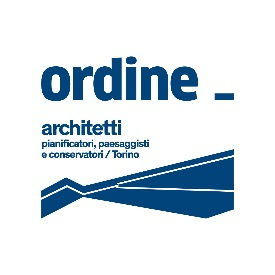 ordine _
architetti
pianificatori, paesaggisti
e conservatori / Torino